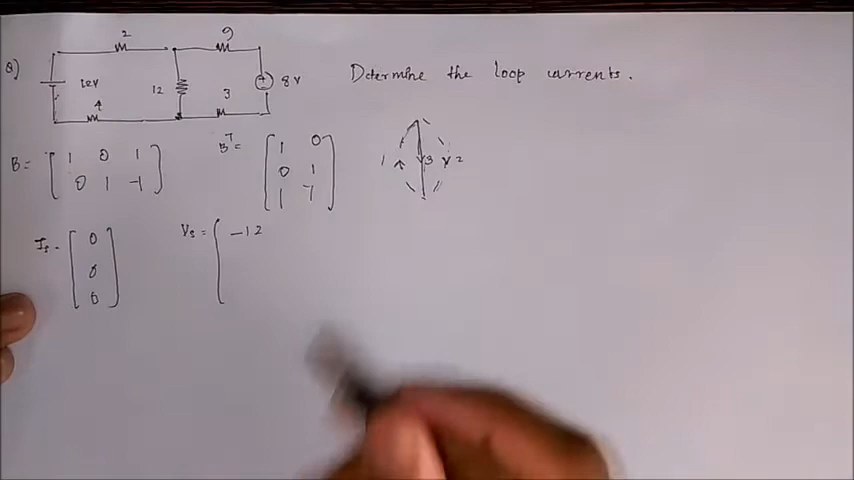 Q)
2 9
12V 12 8V
4 3
Determine the loop currents.
B = [ 1 0 1
0 1 -1 ]
B^T = [ 1 0
0 1
1 -1 ]
1 3 2
Is = [ 0
0
0 ]
Vs = [ -12